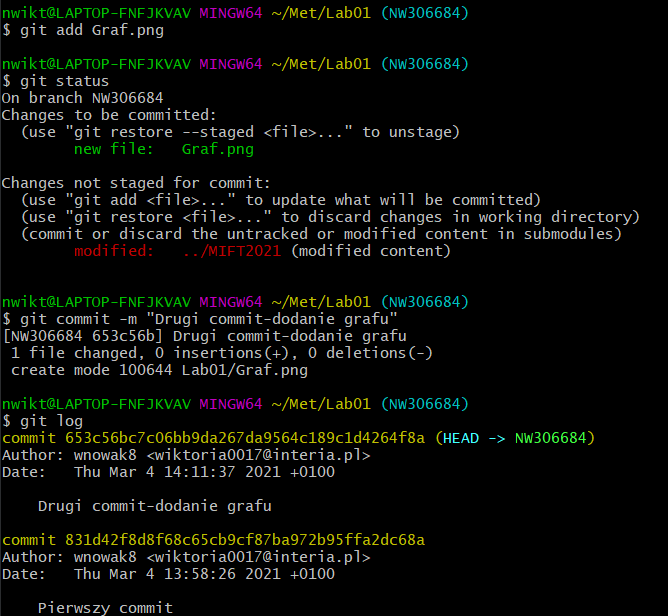 nwikt@LAPTOP-FNFJKVAV MINGW64 ~/Met/Lab01 (NW306684)
$ git add Graf.png

nwikt@LAPTOP-FNFJKVAV MINGW64 ~/Met/Lab01 (NW306684)
$ git status
On branch NW306684
Changes to be committed:
  (use "git restore --staged <file>..." to unstage)
        new file:   Graf.png

Changes not staged for commit:
  (use "git add <file>..." to update what will be committed)
  (use "git restore <file>..." to discard changes in working directory)
  (commit or discard the untracked or modified content in submodules)
        modified:   ../MIFT2021 (modified content)

nwikt@LAPTOP-FNFJKVAV MINGW64 ~/Met/Lab01 (NW306684)
$ git commit -m "Drugi commit-dodanie grafu"
[NW306684 653c56b] Drugi commit-dodanie grafu
 1 file changed, 0 insertions(+), 0 deletions(-)
 create mode 100644 Lab01/Graf.png

nwikt@LAPTOP-FNFJKVAV MINGW64 ~/Met/Lab01 (NW306684)
$ git log
commit 653c56bc7c06bb9da267da9564c189c1d4264f8a (HEAD -> NW306684)
Author: wnowak8 <wiktoria0017@interia.pl>
Date:   Thu Mar 4 14:11:37 2021 +0100

    Drugi commit-dodanie grafu

commit 831d42f8d8f68c65cb9cf87ba972b95ffa2dc68a
Author: wnowak8 <wiktoria0017@interia.pl>
Date:   Thu Mar 4 13:58:26 2021 +0100

    Pierwszy commit